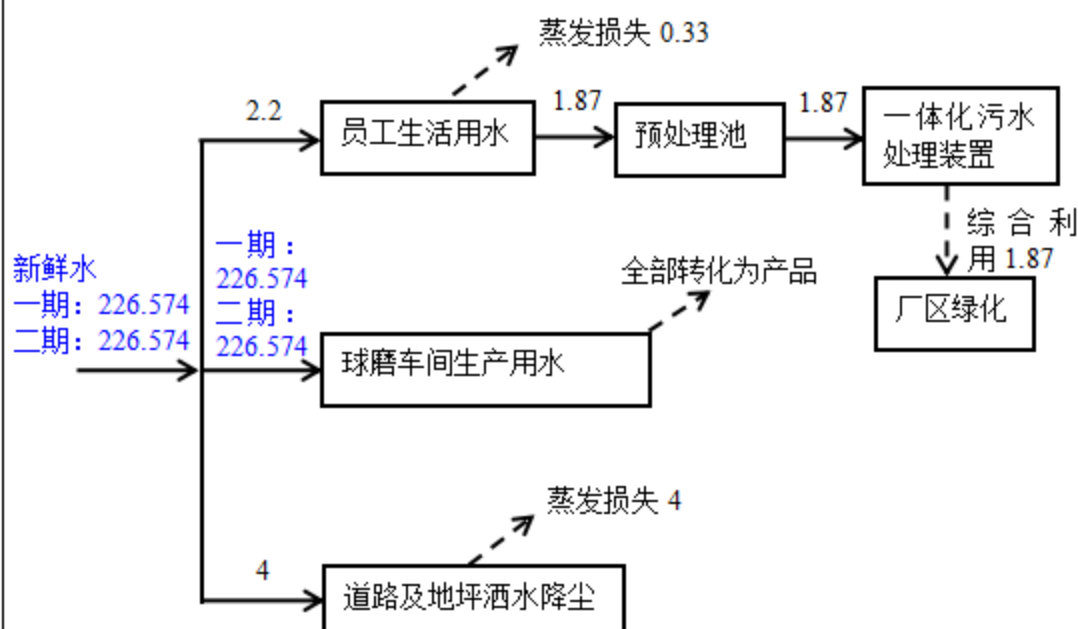 蒸发损失 0.33
2.2
员工生活用水
1.87
预处理池
1.87
一体化污水
处理装置
综合利
用 1.87
厂区绿化
新鲜水
一期：226.574
二期：226.574
一期：
226.574
二期：
226.574
全部转化为产品
球磨车间生产用水
蒸发损失 4
4
道路及地坪洒水降尘